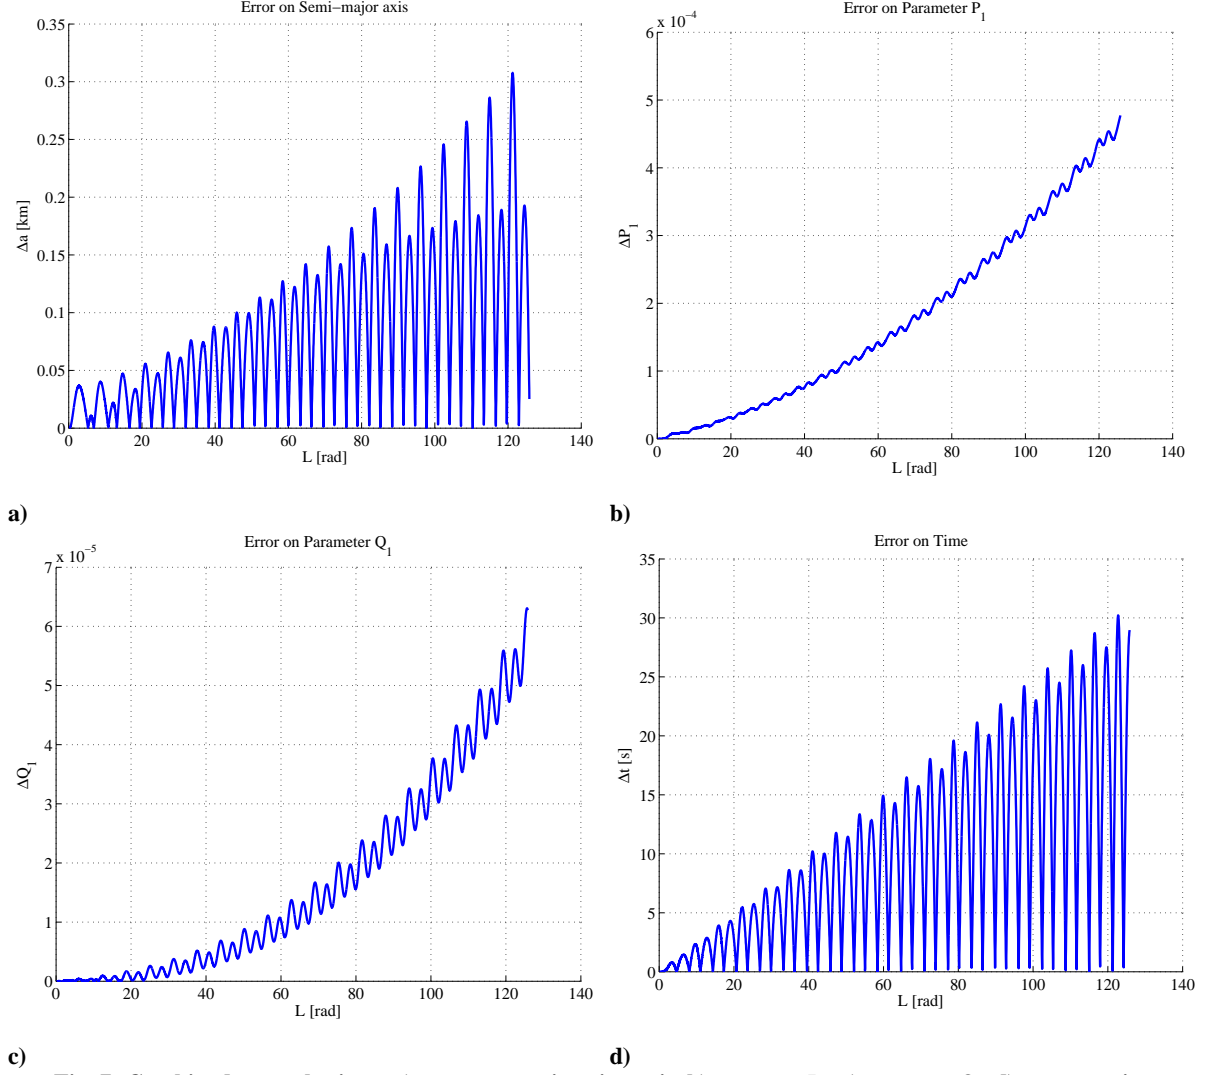 Error on Semi−major axis
0.35
0.3
0.25
0.2
0.15
0.1
0.05
0
Δa [km]
0 20 40 60 80 100 120 140
L [rad]
a)
Error on Parameter P1
x 10−4
6
5
4
3
2
1
0
ΔP1
0 20 40 60 80 100 120 140
L [rad]
b)
Error on Parameter Q1
x 10−5
7
6
5
4
3
2
1
0
ΔQ1
0 20 40 60 80 100 120 140
L [rad]
c)
Error on Time
35
30
25
20
15
10
5
0
Δt [s]
0 20 40 60 80 100 120 140
L [rad]
d)